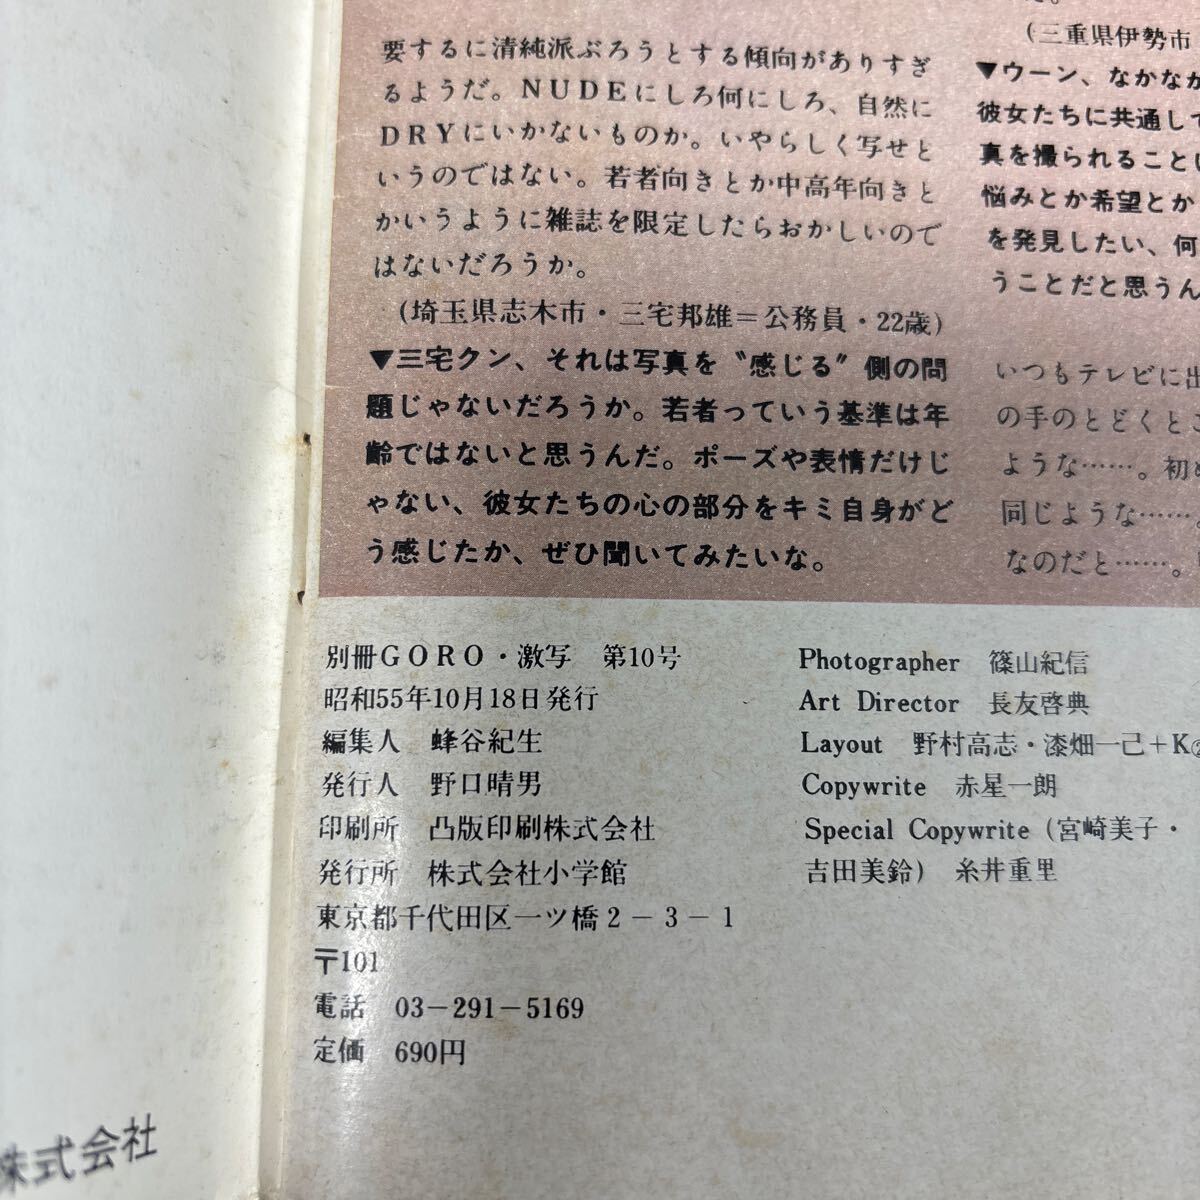 要するに清純派ぶろうとする傾向がありすぎ
るようだ。NUDEにしろ何にしろ、自然に
DRYにいかないものか。いやらしく写せと
いうのではない。若者向きとか中高年向きと
かいうように雑誌を限定したらおかしいので
はないだろうか。
(埼玉県志木市・三宅邦雄＝公務員・22歳)
▼三宅クン、それは写真を〝感じる〟側の問
題じゃないだろうか。若者っていう基準は年
齢ではないと思うんだ。ポーズや表情だけじ
ゃない、彼女たちの心の部分をキミ自身がど
う感じたか、ぜひ聞いてみたいな。
(三重県伊勢市
▼ウーン、なかなか
彼女たちに共通して
真を撮られることに
悩みとか希望とか
を発見したい、何
うことだと思うん
いつもテレビに出
の手のとどくとこ
ような……。初め
同じような……
なのだと……。
別冊GORO・激写　第10号
昭和55年10月18日発行
編集人　蜂谷紀生
発行人　野口晴男
印刷所　凸版印刷株式会社
発行所　株式会社小学館
東京都千代田区一ツ橋2－3－1
〒101
電話　03－291－5169
定価　690円
Photographer　篠山紀信
Art Director　長友啓典
Layout　野村高志・漆畑一己＋K②
Copywrite　赤星一朗
Special Copywrite (宮崎美子・
吉田美鈴)　糸井重里
株式会社